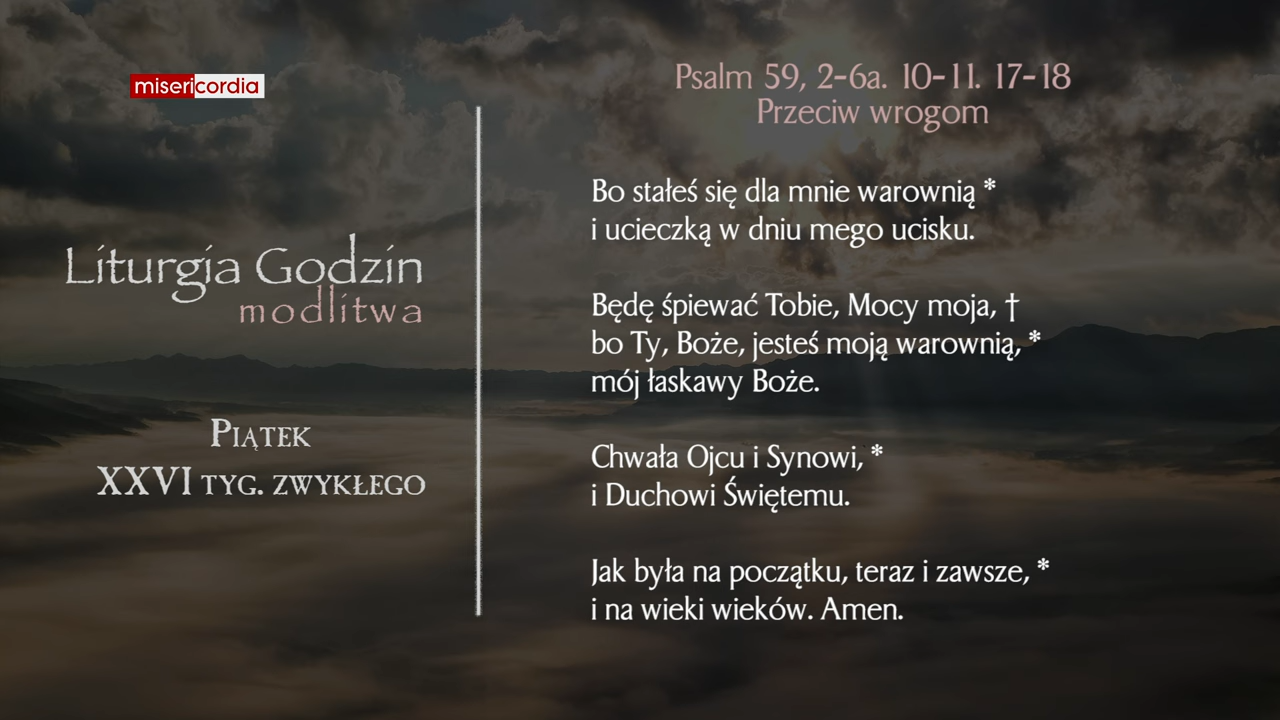 misericordia
Liturgia Godzin
modlitwa
Piątek
XXVI tyg. zwykłego
Psalm 59, 2-6a. 10-11. 17-18
Przeciw wrogom
Bo stałeś się dla mnie warownią *
i ucieczką w dniu mego ucisku.
Będę śpiewać Tobie, Mocy moja, †
bo Ty, Boże, jesteś moją warownią, *
mój łaskawy Boże.
Chwała Ojcu i Synowi, *
i Duchowi Świętemu.
Jak była na początku, teraz i zawsze, *
i na wieki wieków. Amen.